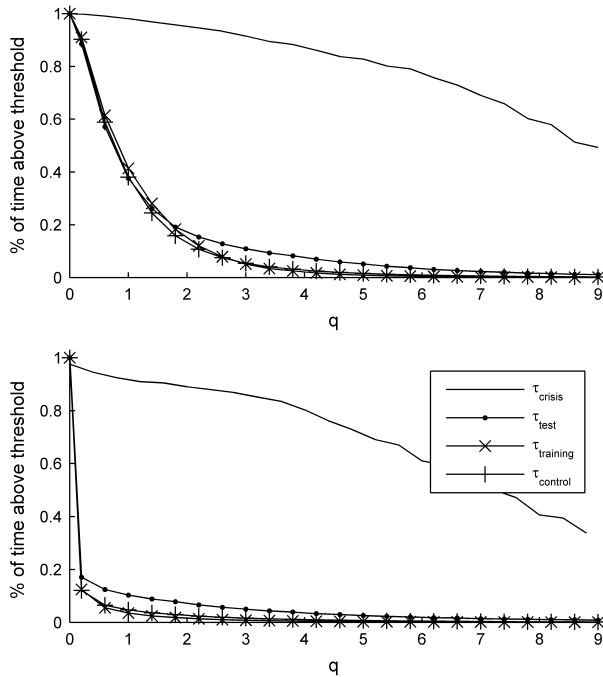 % of time above threshold
1
0.8
0.6
0.4
0.2
0
0 1 2 3 4 5 6 7 8 9
q
% of time above threshold
1
0.8
0.6
0.4
0.2
0
0 1 2 3 4 5 6 7 8 9
q
τcrisis
τtest
τtraining
τcontrol